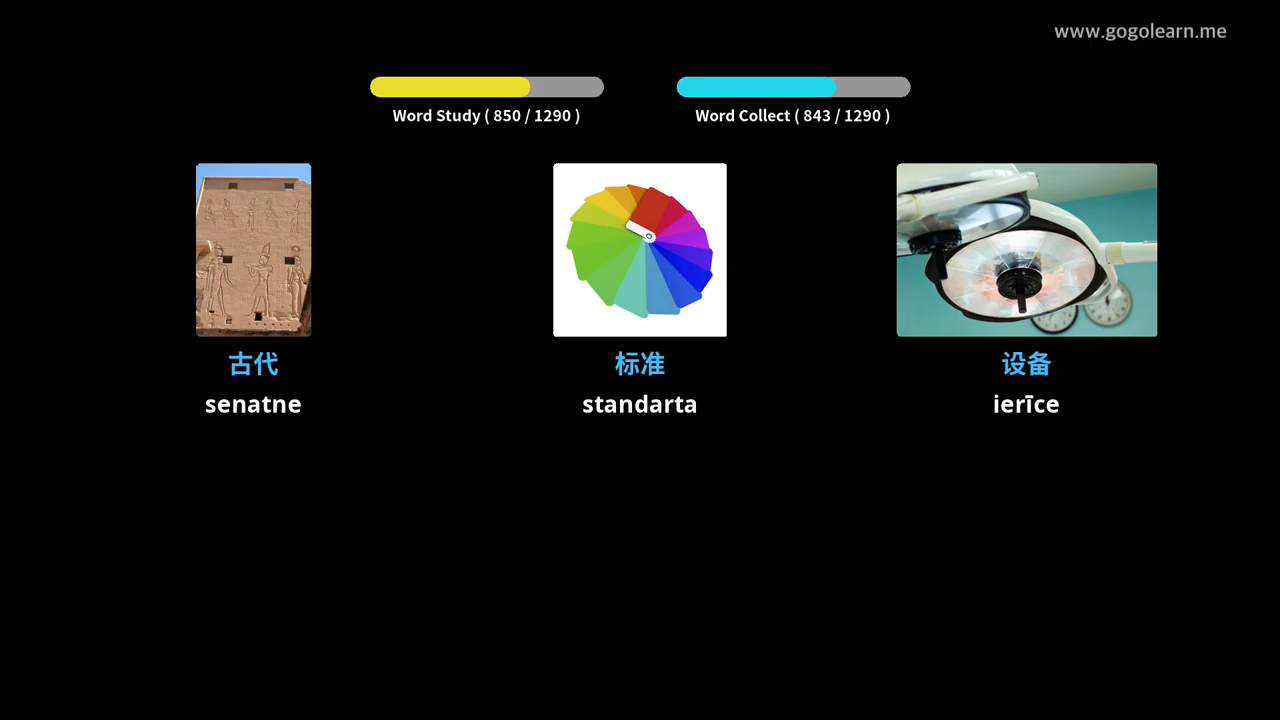 www.gogolearn.me
Word Study ( 850 / 1290 )
Word Collect ( 843 / 1290 )
古代
标准
设备
senatne
standarta
ierīce